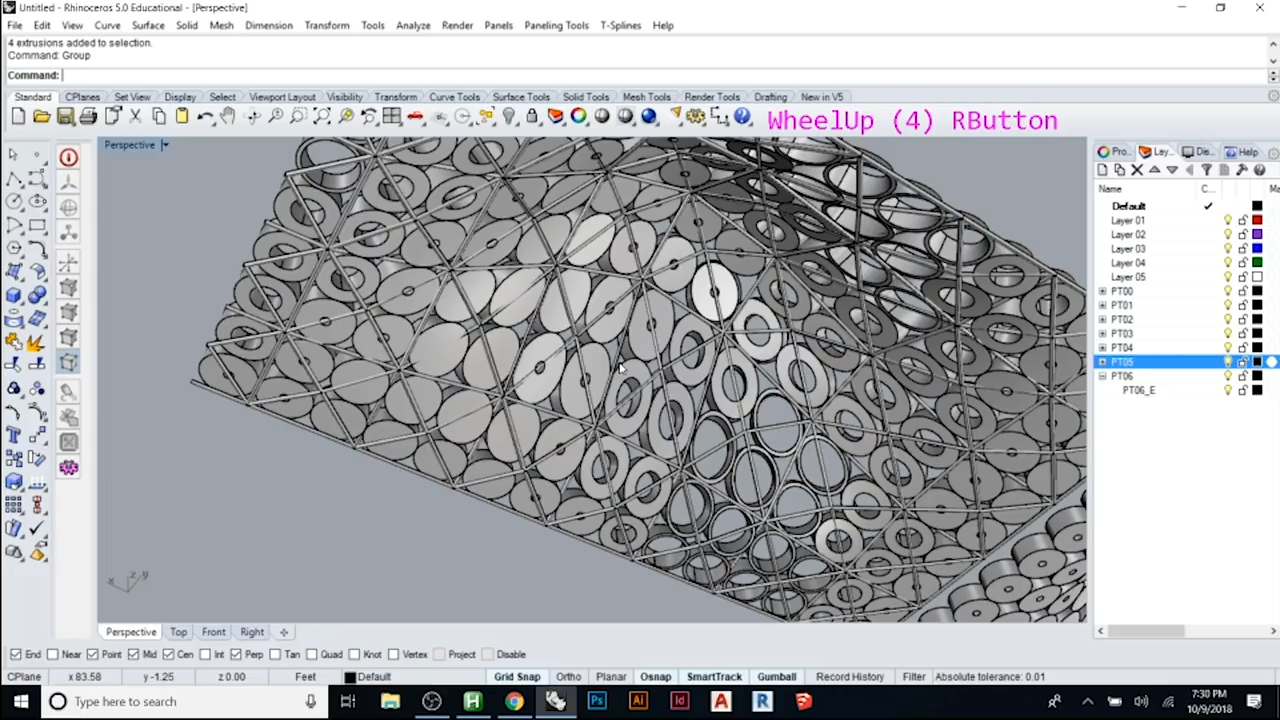 Untitled - Rhinoceros 5.0 Educational - [Perspective]
File Edit View Curve Surface Solid Mesh Dimension Transform Tools Analyze Render Panels Paneling Tools T-Splines Help
4 extrusions added to selection.
Command: Group
Command:
Standard CPlanes Set View Display Select Viewport Layout Visibility Transform Curve Tools Surface Tools Solid Tools Mesh Tools Render Tools Drafting New in V5
WheelUp (4) RButton
Perspective
Pro... Lay... Dis... Help
Name C... Ma
Default
Layer 01
Layer 02
Layer 03
Layer 04
Layer 05
PT00
PT01
PT02
PT03
PT04
PT05
PT06
PT06_E
z y
x
Perspective Top Front Right
End Near Point Mid Cen Int Perp Tan Quad Knot Vertex Project Disable
CPlane x 83.58 y -1.25 z 0.00 Feet Default Grid Snap Ortho Planar Osnap SmartTrack Gumball Record History Filter Absolute tolerance: 0.01
Type here to search
7:30 PM
10/9/2018